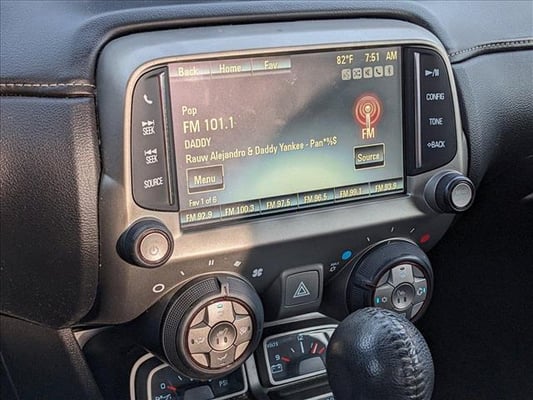 Back Home Fav 82°F 7:51 AM
Pop
FM 101.1
DADDY
Rauw Alejandro & Daddy Yankee - Pan*%$
FM
Menu Source
Fav 1 of 6
FM 92.9 FM 100.3 FM 97.5 FM 96.5 FM 99.1 FM 93.9
SEEK
SEEK
SOURCE
CONFIG
TONE
BACK